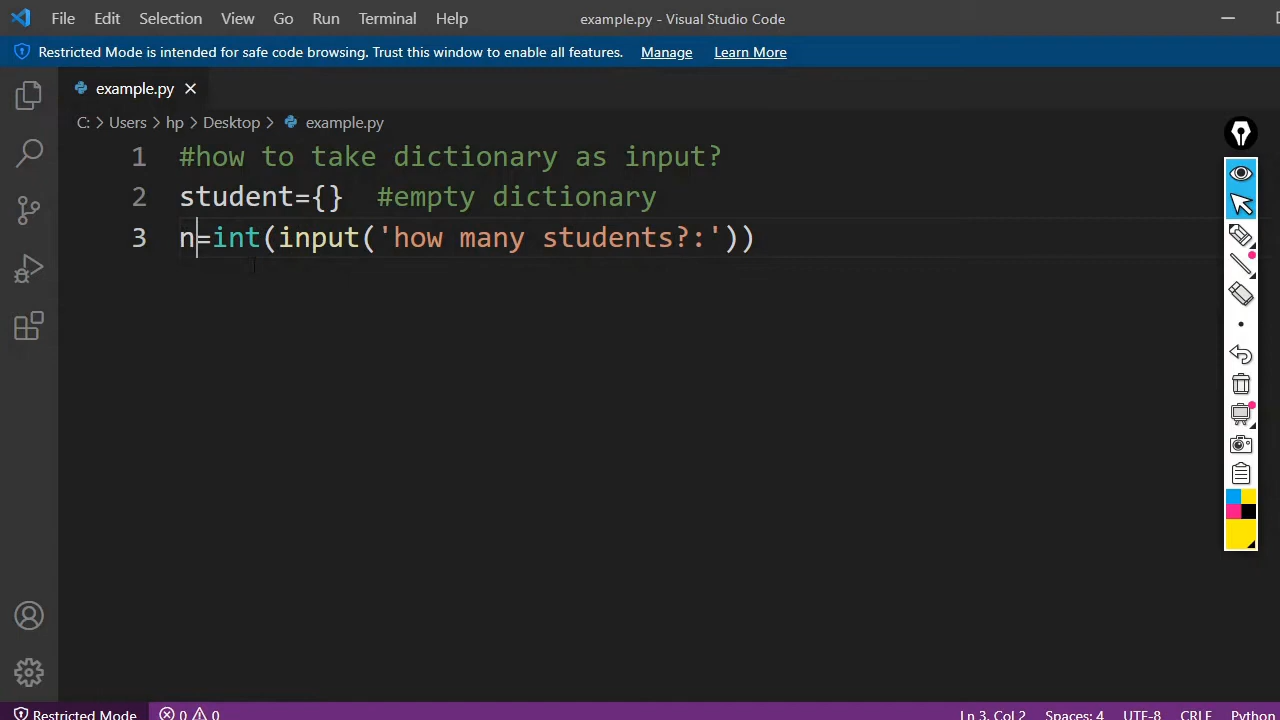 File Edit Selection View Go Run Terminal Help example.py - Visual Studio Code
Restricted Mode is intended for safe code browsing. Trust this window to enable all features. Manage Learn More
example.py
C: > Users > hp > Desktop > example.py
1 #how to take dictionary as input?
2 student={}  #empty dictionary
3 n=int(input('how many students?:'))
Restricted Mode 0 0 Ln 3, Col 2 Spaces: 4 UTF-8 CRLF Python